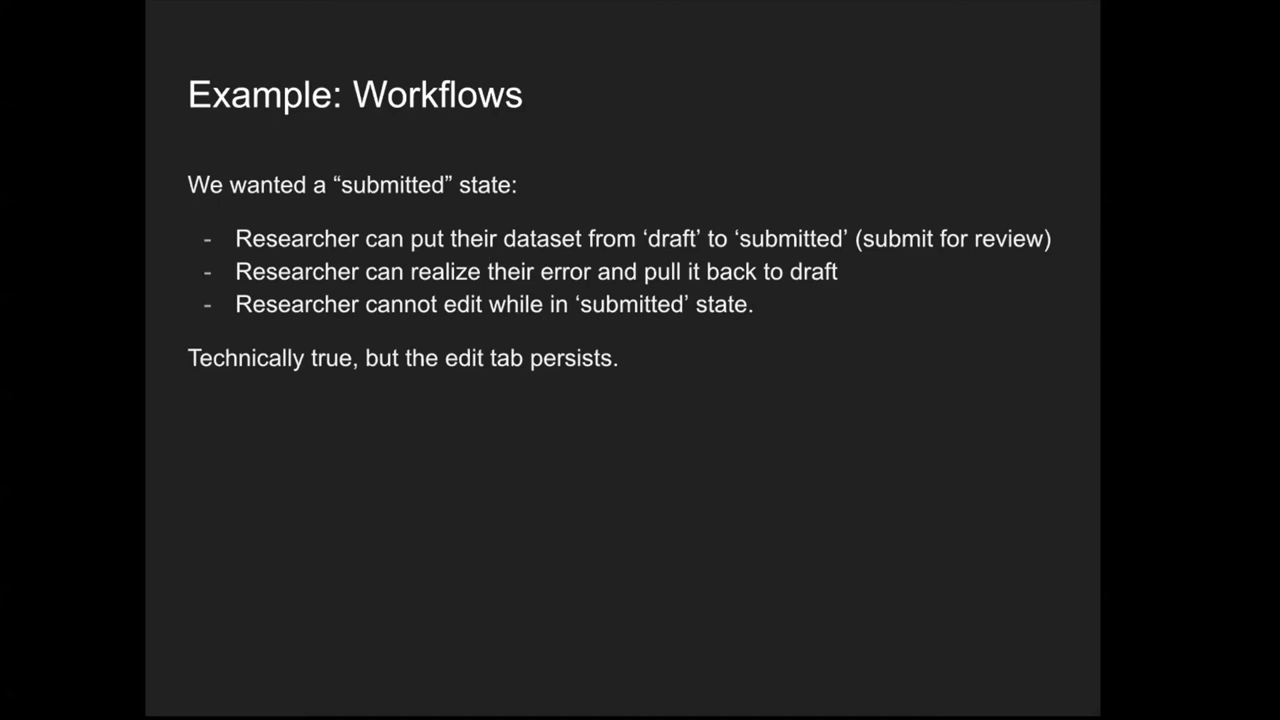 Example: Workflows
We wanted a “submitted” state:
- Researcher can put their dataset from ‘draft’ to ‘submitted’ (submit for review)
- Researcher can realize their error and pull it back to draft
- Researcher cannot edit while in ‘submitted’ state.
Technically true, but the edit tab persists.